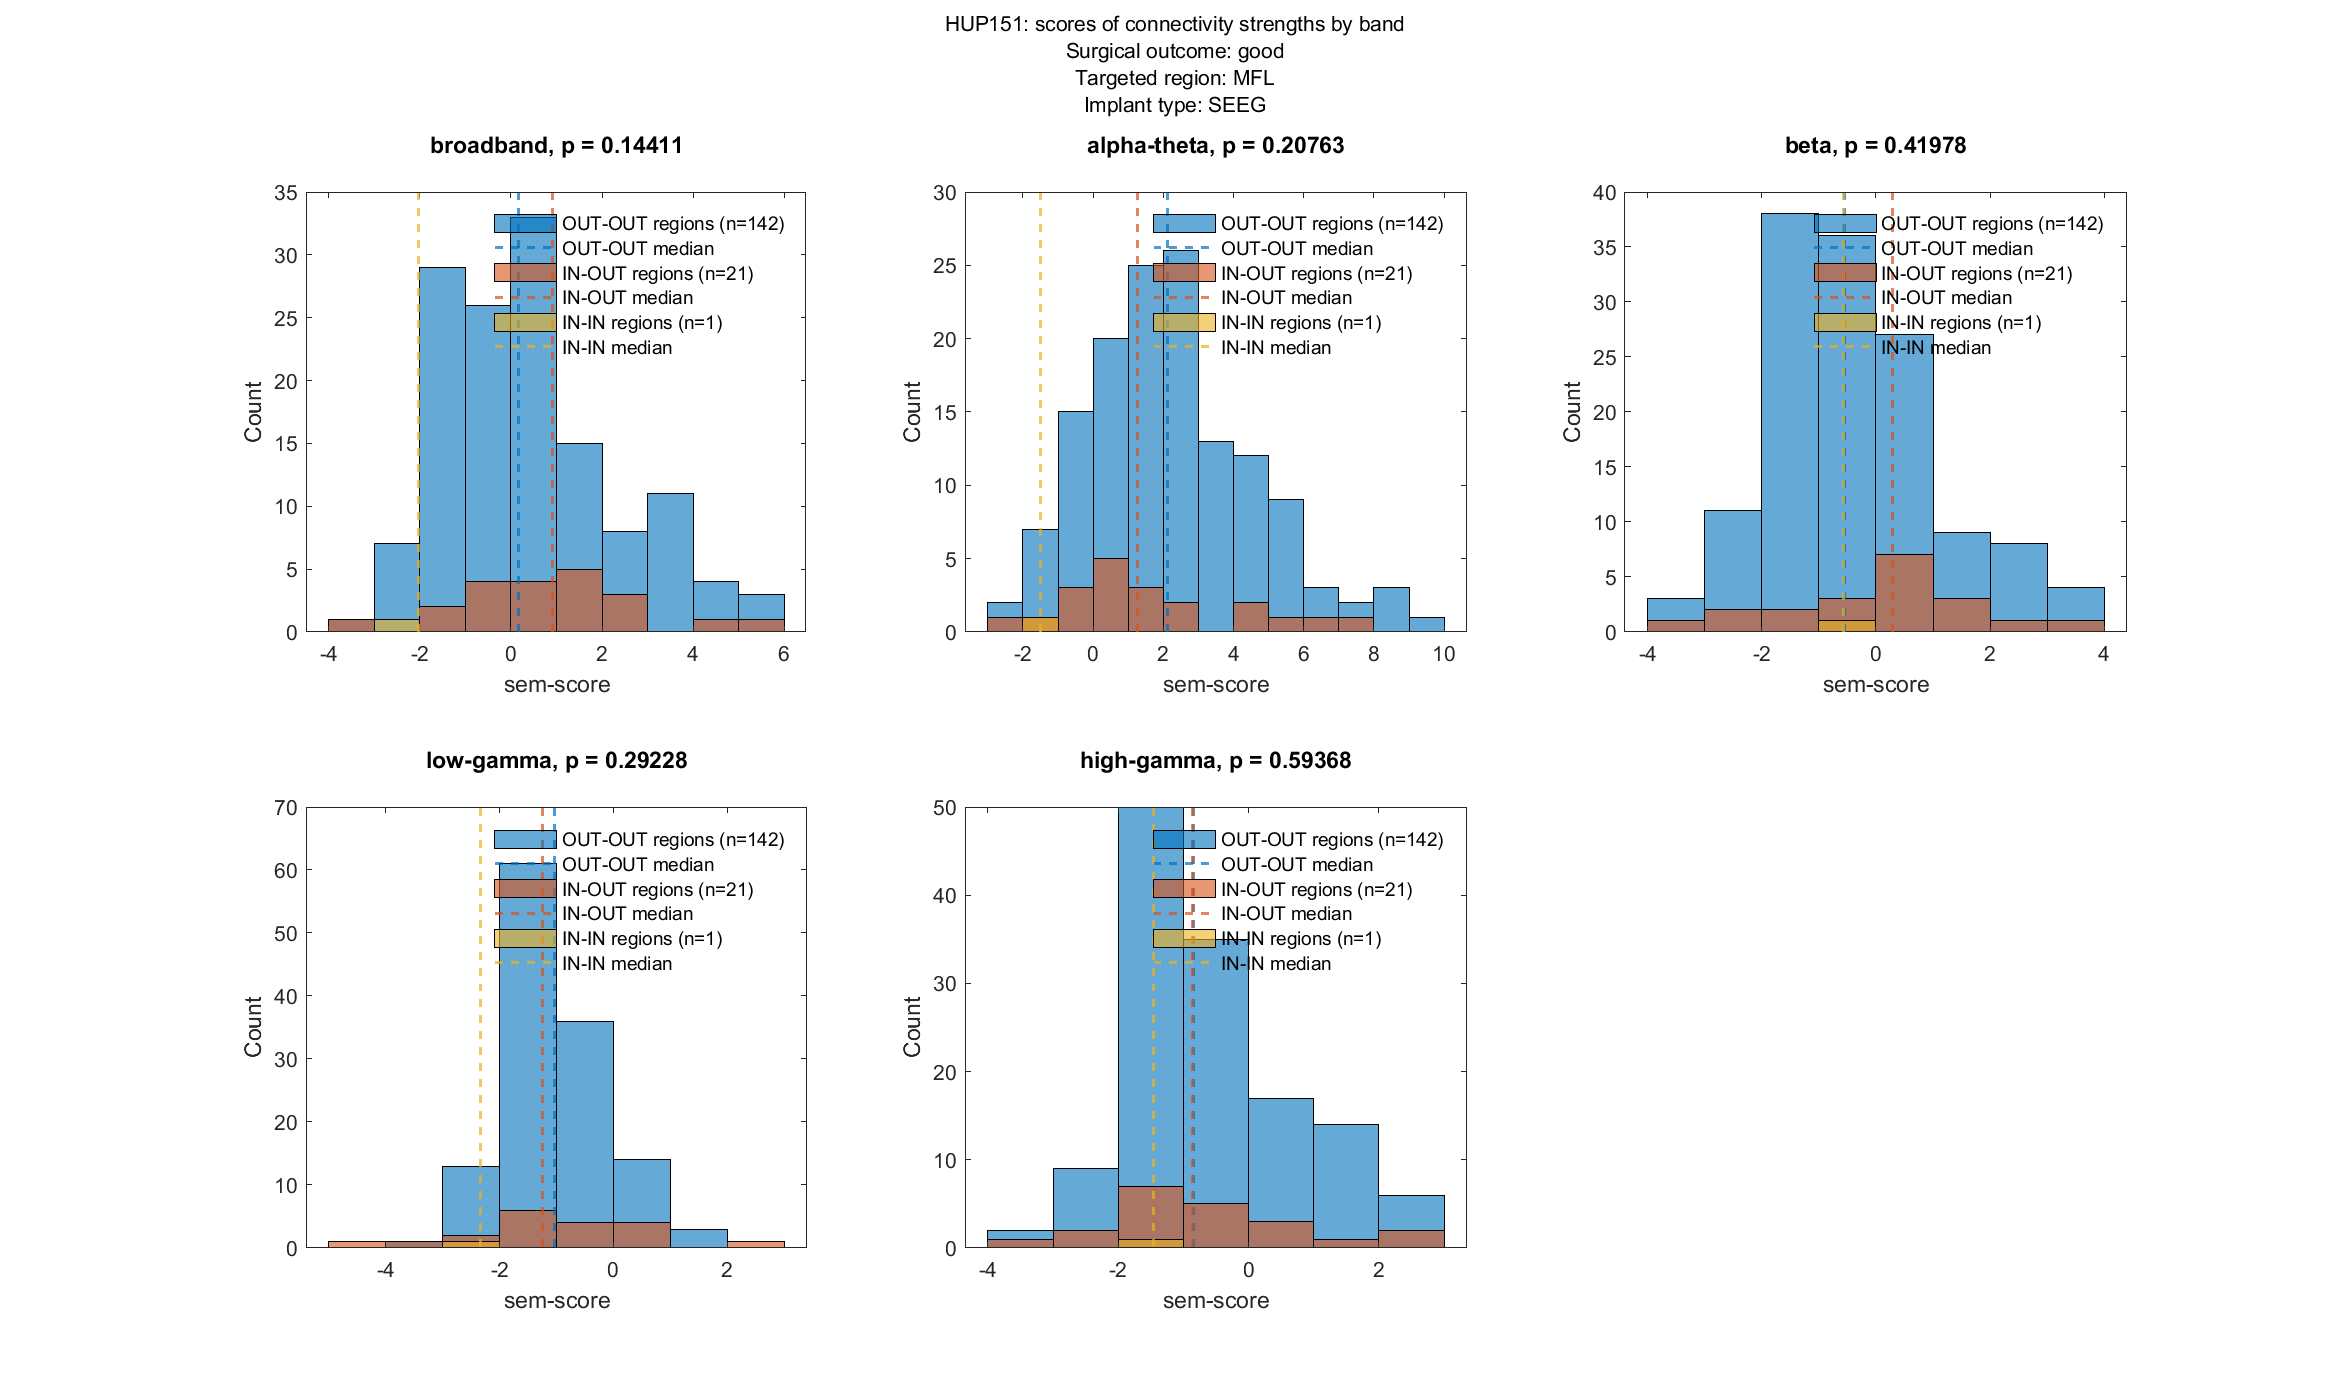 HUP151: scores of connectivity strengths by band
Surgical outcome: good
Targeted region: MFL
Implant type: SEEG
broadband, p = 0.14411
35
30
25
20
15
10
5
0
Count
OUT-OUT regions (n=142)
OUT-OUT median
IN-OUT regions (n=21)
IN-OUT median
IN-IN regions (n=1)
IN-IN median
-4 -2 0 2 4 6
sem-score
alpha-theta, p = 0.20763
30
25
20
15
10
5
0
Count
OUT-OUT regions (n=142)
OUT-OUT median
IN-OUT regions (n=21)
IN-OUT median
IN-IN regions (n=1)
IN-IN median
-2 0 2 4 6 8 10
sem-score
beta, p = 0.41978
40
35
30
25
20
15
10
5
0
Count
OUT-OUT regions (n=142)
OUT-OUT median
IN-OUT regions (n=21)
IN-OUT median
IN-IN regions (n=1)
IN-IN median
-4 -2 0 2 4
sem-score
low-gamma, p = 0.29228
70
60
50
40
30
20
10
0
Count
OUT-OUT regions (n=142)
OUT-OUT median
IN-OUT regions (n=21)
IN-OUT median
IN-IN regions (n=1)
IN-IN median
-4 -2 0 2
sem-score
high-gamma, p = 0.59368
50
40
30
20
10
0
Count
OUT-OUT regions (n=142)
OUT-OUT median
IN-OUT regions (n=21)
IN-OUT median
IN-IN regions (n=1)
IN-IN median
-4 -2 0 2
sem-score